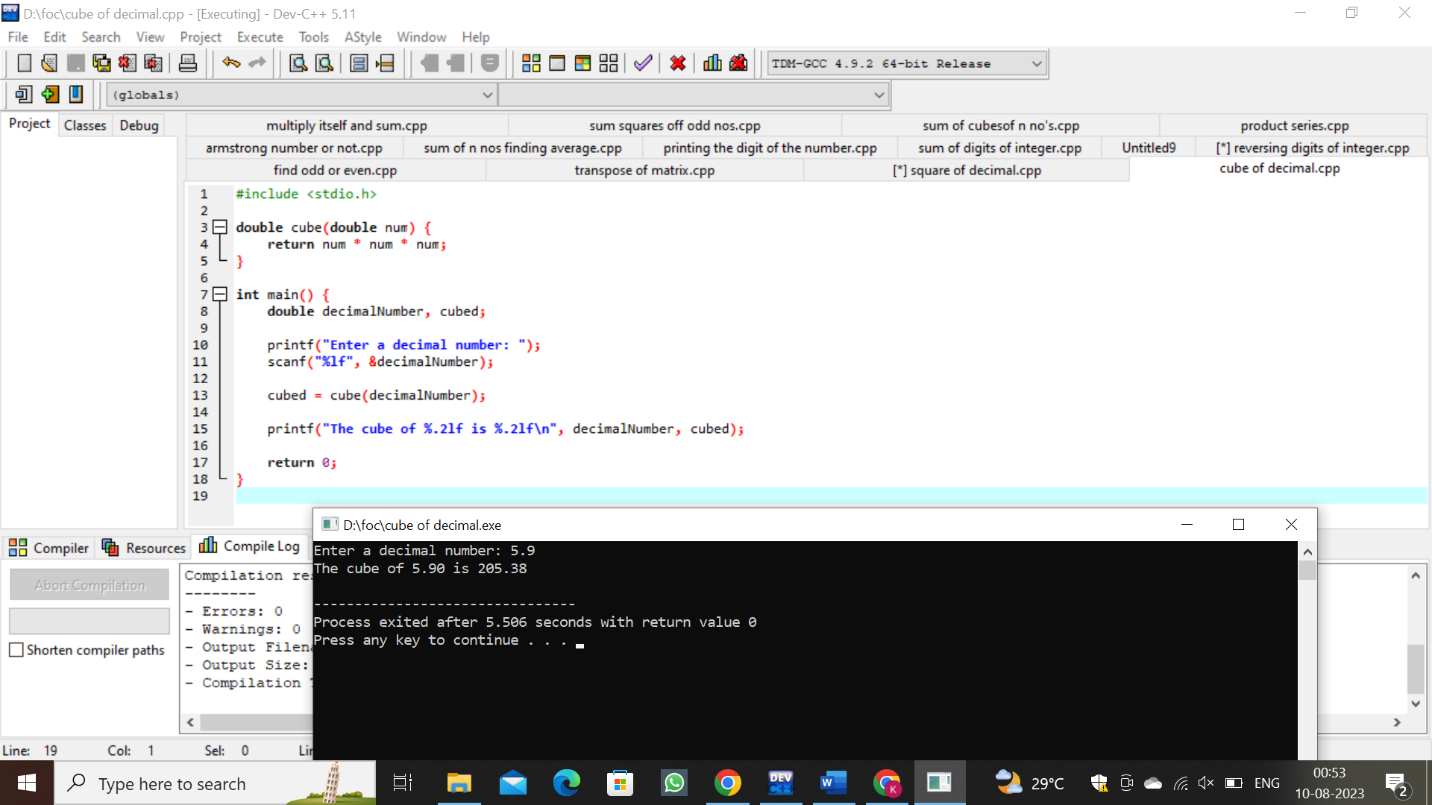 D:\foc\cube of decimal.cpp - [Executing] - Dev-C++ 5.11
File Edit Search View Project Execute Tools AStyle Window Help
TDM-GCC 4.9.2 64-bit Release
(globals)
Project Classes Debug
multiply itself and sum.cpp sum squares off odd nos.cpp sum of cubesof n no's.cpp product series.cpp
armstrong number or not.cpp sum of n nos finding average.cpp printing the digit of the number.cpp sum of digits of integer.cpp Untitled9 [*] reversing digits of integer.cpp
find odd or even.cpp transpose of matrix.cpp [*] square of decimal.cpp cube of decimal.cpp
1 #include <stdio.h>
2
3 double cube(double num) {
4 return num * num * num;
5 }
6
7 int main() {
8 double decimalNumber, cubed;
9
10 printf("Enter a decimal number: ");
11 scanf("%lf", &decimalNumber);
12
13 cubed = cube(decimalNumber);
14
15 printf("The cube of %.2lf is %.2lf\n", decimalNumber, cubed);
16
17 return 0;
18 }
19
Compiler Resources Compile Log
Abort Compilation
Shorten compiler paths
Compilation re
--------
- Errors: 0
- Warnings: 0
- Output Filen
- Output Size:
- Compilation
D:\foc\cube of decimal.exe
Enter a decimal number: 5.9
The cube of 5.90 is 205.38
--------------------------------
Process exited after 5.506 seconds with return value 0
Press any key to continue . . .
Line: 19 Col: 1 Sel: 0
Type here to search
29°C ENG
00:53
10-08-2023
2